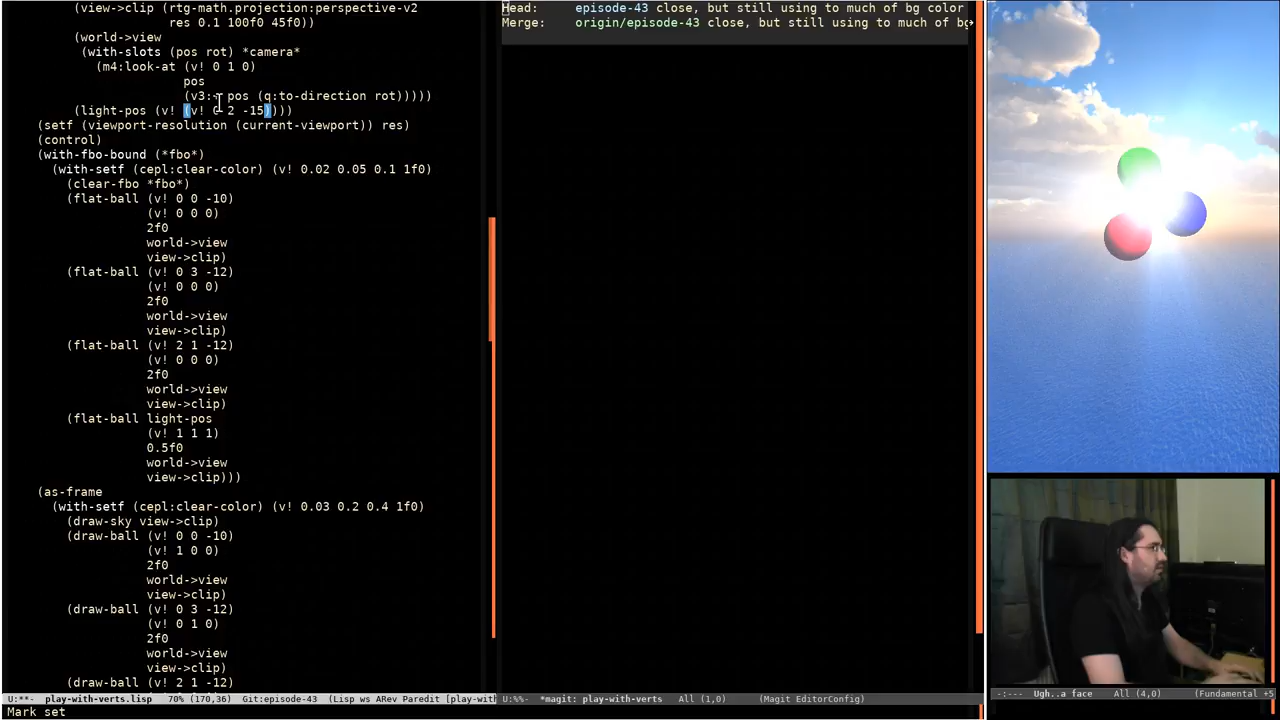 (view->clip (rtg-math.projection:perspective-v2
res 0.1 100f0 45f0))
(world->view
(with-slots (pos rot) *camera*
(m4:look-at (v! 0 1 0)
pos
(v3:+ pos (q:to-direction rot)))))
(light-pos (v! (v! 0 2 -15))))
(setf (viewport-resolution (current-viewport)) res)
(control)
(with-fbo-bound (*fbo*)
(with-setf (cepl:clear-color) (v! 0.02 0.05 0.1 1f0)
(clear-fbo *fbo*)
(flat-ball (v! 0 0 -10)
(v! 0 0 0)
2f0
world->view
view->clip)
(flat-ball (v! 0 3 -12)
(v! 0 0 0)
2f0
world->view
view->clip)
(flat-ball (v! 2 1 -12)
(v! 0 0 0)
2f0
world->view
view->clip)
(flat-ball light-pos
(v! 1 1 1)
0.5f0
world->view
view->clip)))
(as-frame
(with-setf (cepl:clear-color) (v! 0.03 0.2 0.4 1f0)
(draw-sky view->clip)
(draw-ball (v! 0 0 -10)
(v! 1 0 0)
2f0
world->view
view->clip)
(draw-ball (v! 0 3 -12)
(v! 0 1 0)
2f0
world->view
view->clip)
(draw-ball (v! 2 1 -12)
U:**- play-with-verts.lisp 70% (170,36) Git:episode-43 (Lisp ws ARev Paredit [play-with
Mark set
Head: episode-43 close, but still using to much of bg color
Merge: origin/episode-43 close, but still using to much of bg
U:%%- *magit: play-with-verts All (1,0) (Magit EditorConfig)
-:--- Ugh..a face All (4,0) (Fundamental +5